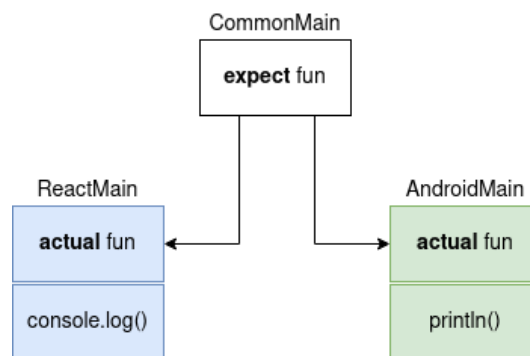 CommonMain
expect fun
ReactMain
actual fun
console.log()
AndroidMain
actual fun
println()